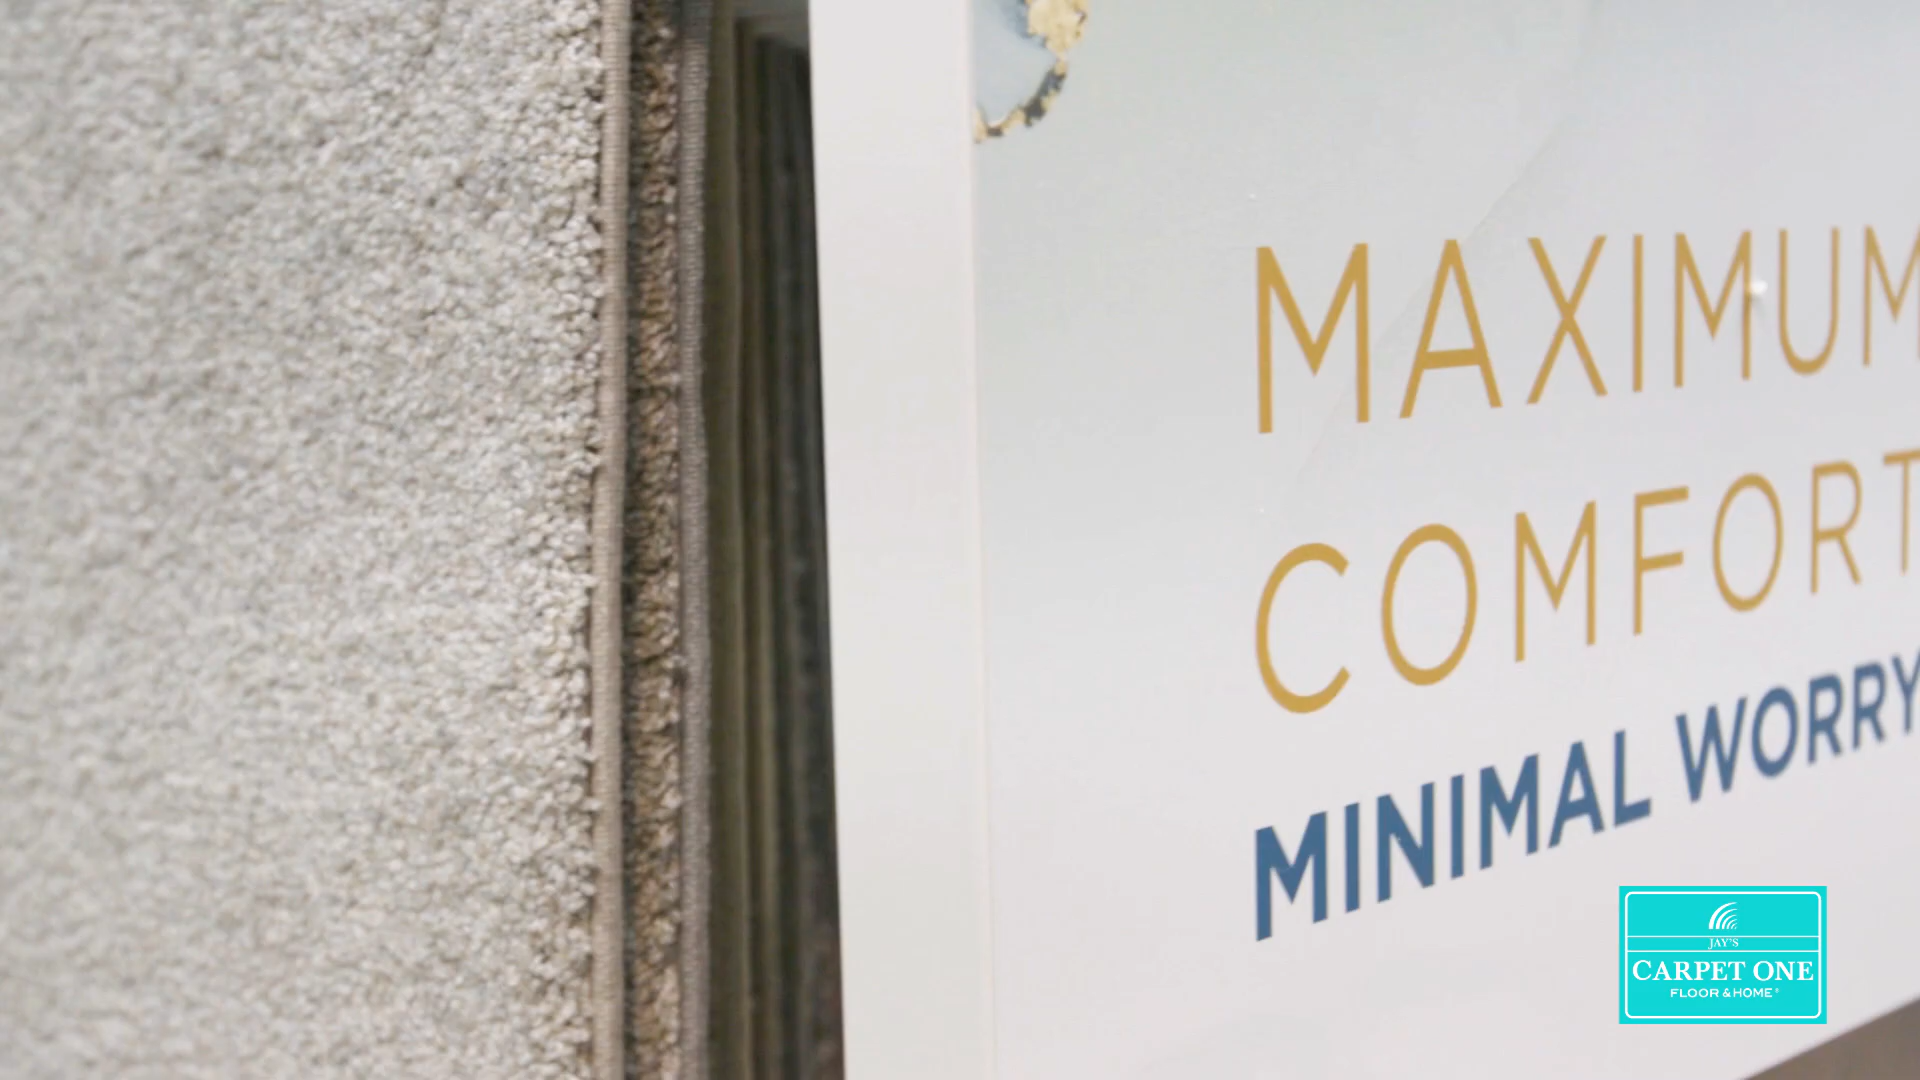 MAXIMUM
COMFORT
MINIMAL WORRY
JAY'S
CARPET ONE
FLOOR & HOME®